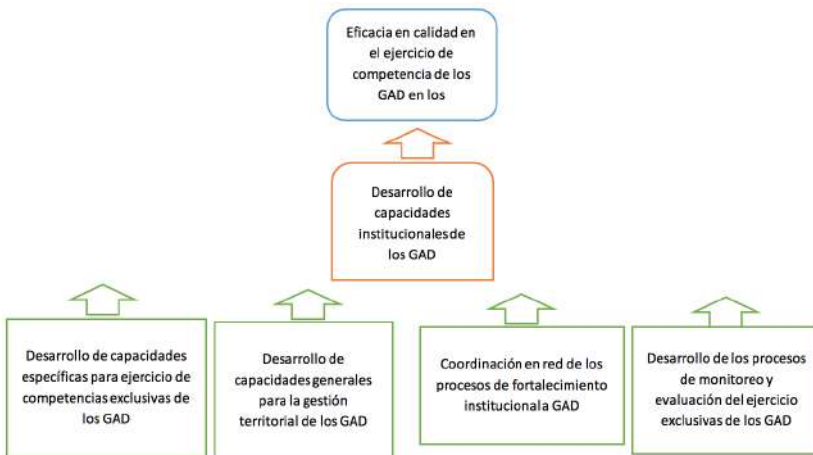 Eficacia en calidad en
el ejercicio de
competencia de los
GAD en los
Desarrollo de
capacidades
institucionales de
los GAD
Desarrollo de capacidades
específicas para ejercicio de
competencias exclusivas de
los GAD
Desarrollo de
capacidades generales
para la gestión
territorial de los GAD
Coordinación en red de los
procesos de fortalecimiento
institucional a GAD
Desarrollo de los procesos
de monitoreo y
evaluación del ejercicio
exclusivas de los GAD